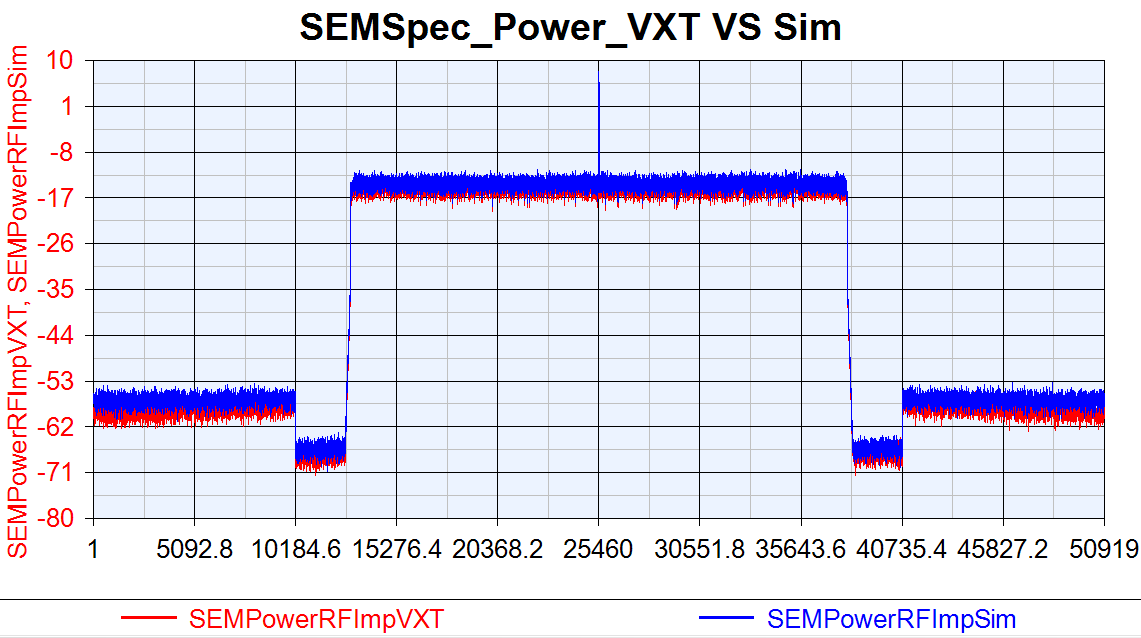 SEMSpec_Power_VXT VS Sim
SEMPowerRFImpVXT, SEMPowerRFImpSim
10
1
-8
-17
-26
-35
-44
-53
-62
-71
-80
1 5092.8 10184.6 15276.4 20368.2 25460 30551.8 35643.6 40735.4 45827.2 50919
SEMPowerRFImpVXT SEMPowerRFImpSim